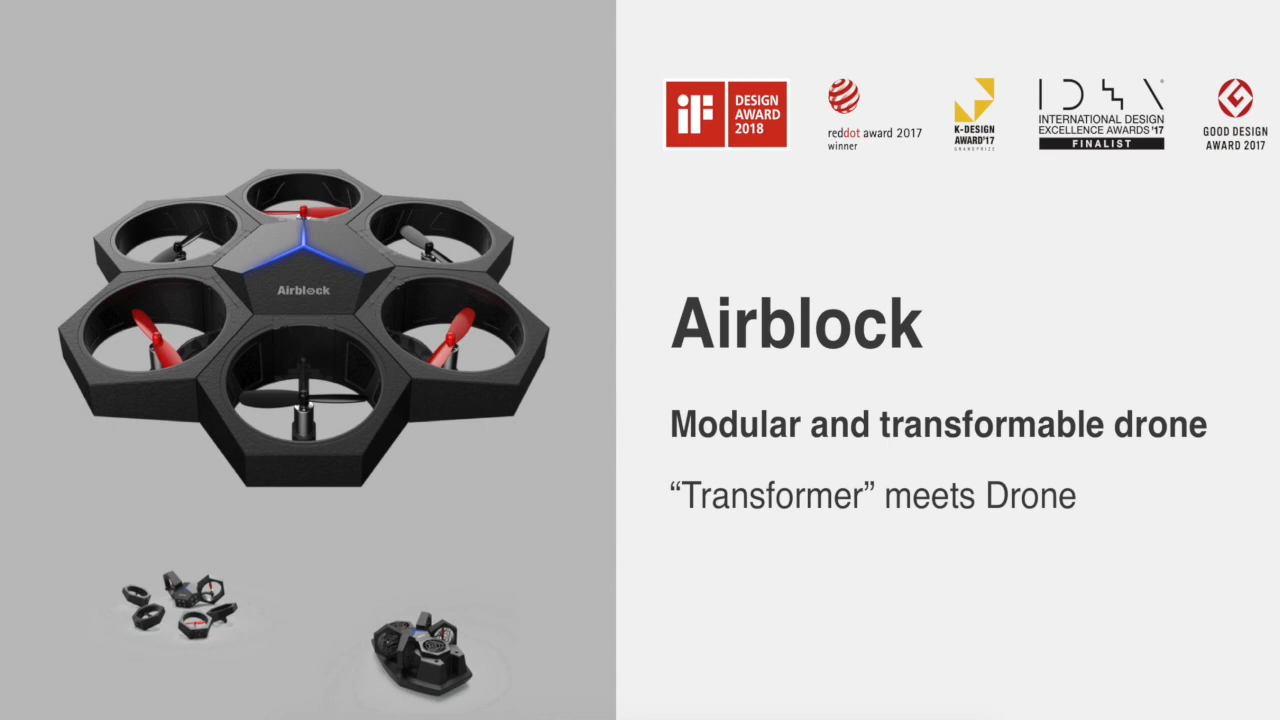 iF
DESIGN
AWARD
2018
reddot award 2017
winner
K-DESIGN
AWARD'17
GRANDPRIZE
INTERNATIONAL DESIGN
EXCELLENCE AWARDS '17
FINALIST
GOOD DESIGN
AWARD 2017
Airblock
Airblock
Modular and transformable drone
“Transformer” meets Drone